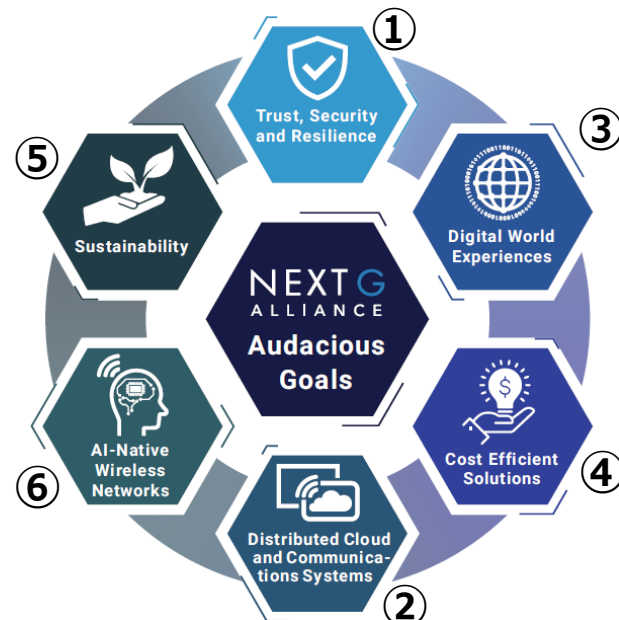 ①
Trust, Security
and Resilience
③
Digital World
Experiences
④
Cost Efficient
Solutions
②
Distributed Cloud
and Communica-
tions Systems
⑥
AI-Native
Wireless
Networks
⑤
Sustainability
NEXT G
ALLIANCE
Audacious
Goals
$